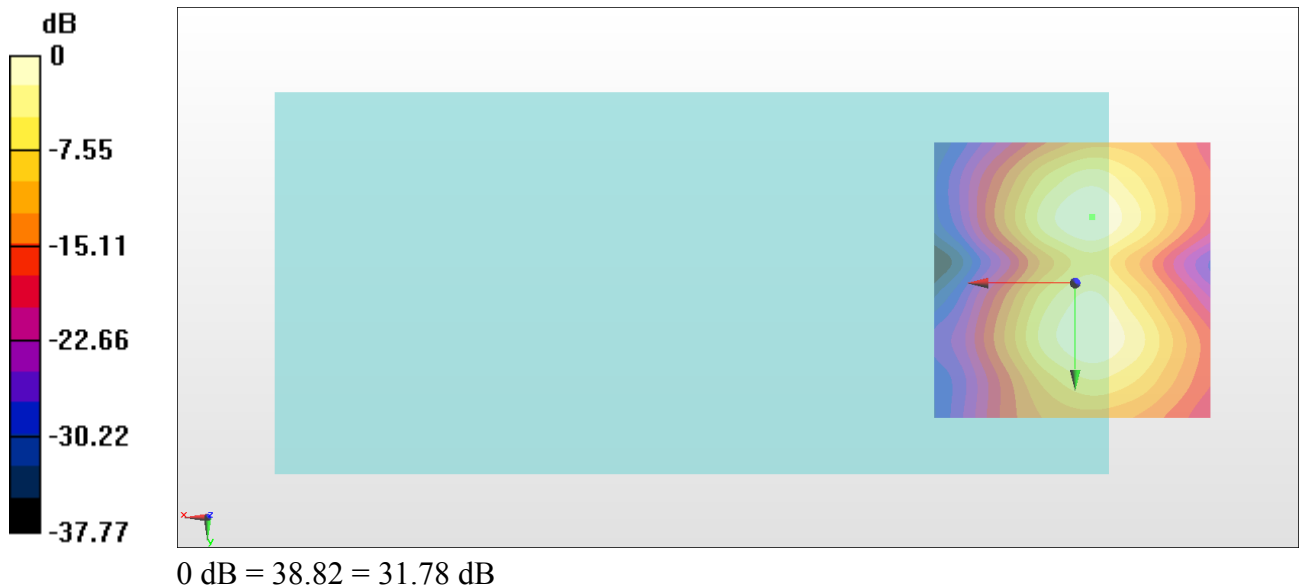 dB
0
-7.55
-15.11
-22.66
-30.22
-37.77
x z
y
0 dB = 38.82 = 31.78 dB